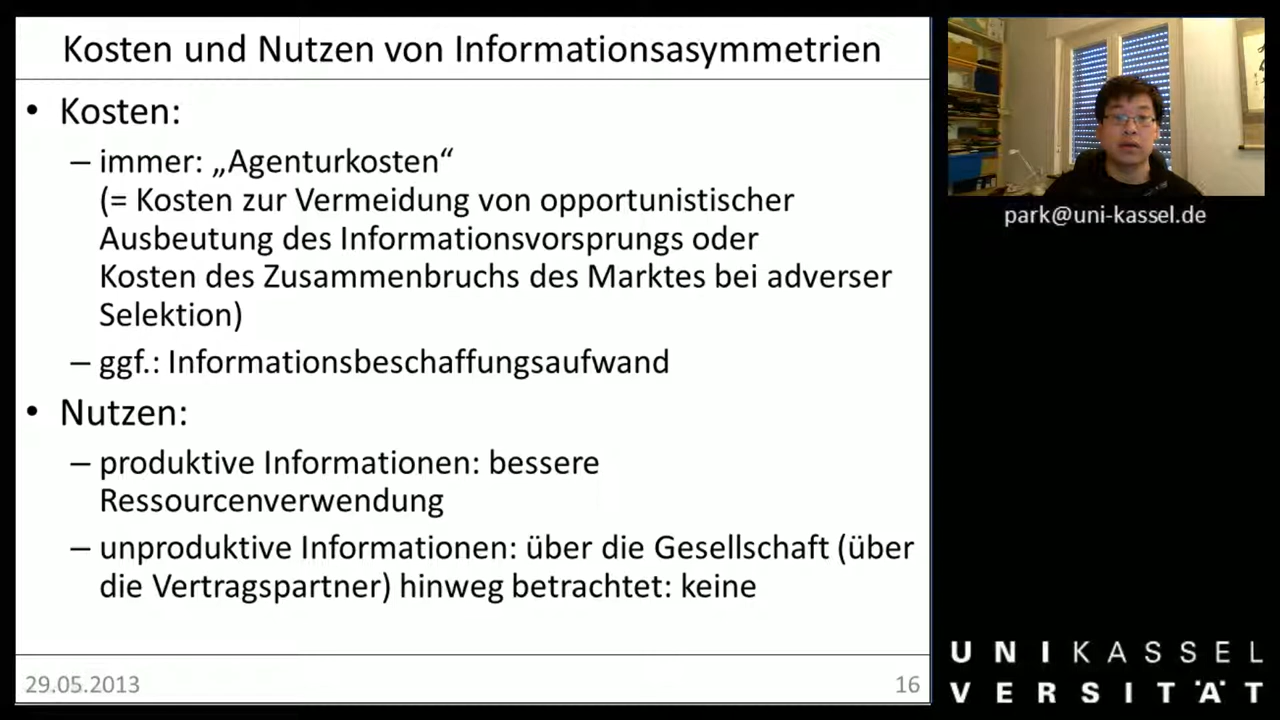 Kosten und Nutzen von Informationsasymmetrien
• Kosten:
– immer: „Agenturkosten“
(= Kosten zur Vermeidung von opportunistischer
Ausbeutung des Informationsvorsprungs oder
Kosten des Zusammenbruchs des Marktes bei adverser
Selektion)
– ggf.: Informationsbeschaffungsaufwand
• Nutzen:
– produktive Informationen: bessere
Ressourcenverwendung
– unproduktive Informationen: über die Gesellschaft (über
die Vertragspartner) hinweg betrachtet: keine
29.05.2013
16
park@uni-kassel.de
UNIKASSEL
VERSITÄT